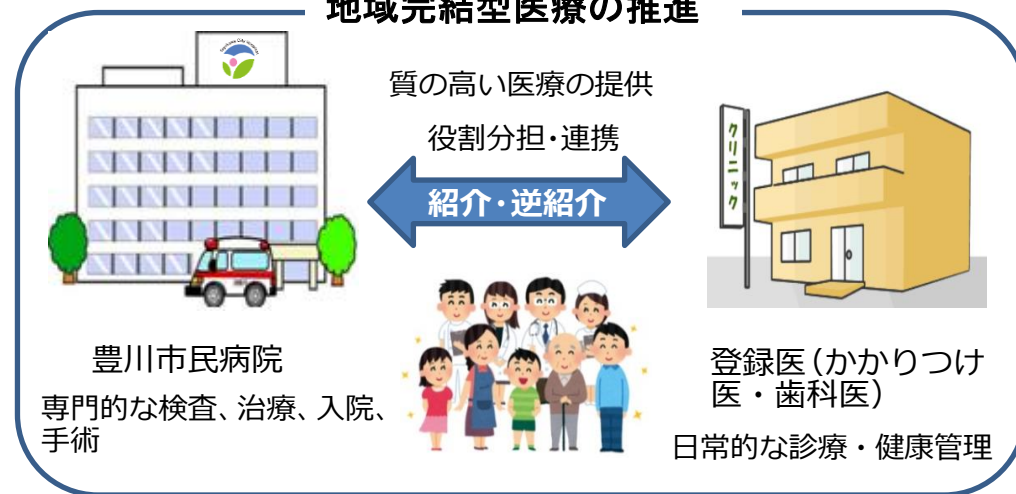 地域完結型医療の推進
質の高い医療の提供
役割分担・連携
紹介・逆紹介
クリニック
豊川市民病院
専門的な検査、治療、入院、
手術
登録医（かかりつけ
医・歯科医）
日常的な診療・健康管理